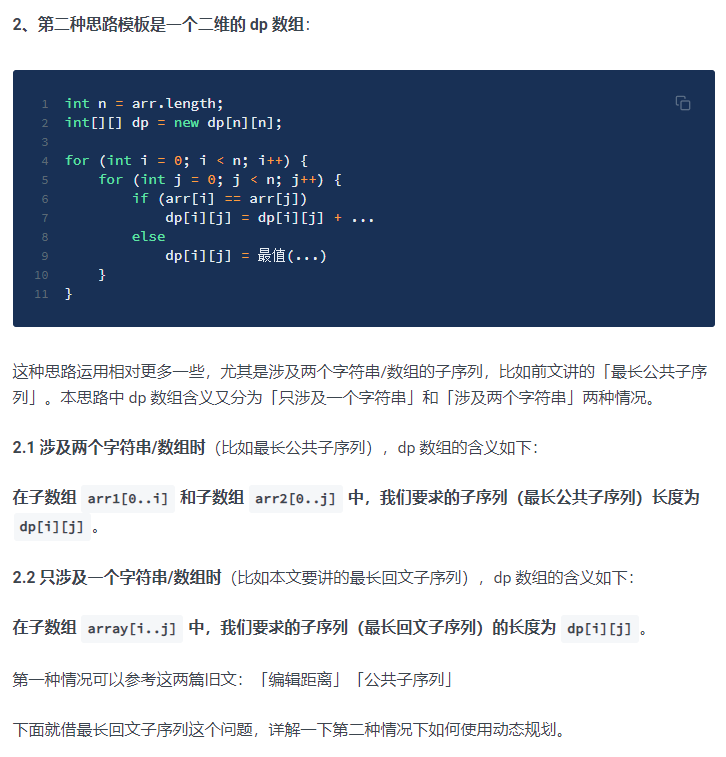 2、第二种思路模板是一个二维的 dp 数组：
1 int n = arr.length;
2 int[][] dp = new dp[n][n];
3
4 for (int i = 0; i < n; i++) {
5     for (int j = 0; j < n; j++) {
6         if (arr[i] == arr[j])
7             dp[i][j] = dp[i][j] + ...
8         else
9             dp[i][j] = 最值(...)
10     }
11 }
这种思路运用相对更多一些，尤其是涉及两个字符串/数组的子序列，比如前文讲的「最长公共子序
列」。本思路中 dp 数组含义又分为「只涉及一个字符串」和「涉及两个字符串」两种情况。
2.1 涉及两个字符串/数组时（比如最长公共子序列），dp 数组的含义如下：
在子数组 arr1[0..i] 和子数组 arr2[0..j] 中，我们要求的子序列（最长公共子序列）长度为
dp[i][j] 。
2.2 只涉及一个字符串/数组时（比如本文要讲的最长回文子序列），dp 数组的含义如下：
在子数组 array[i..j] 中，我们要求的子序列（最长回文子序列）的长度为 dp[i][j] 。
第一种情况可以参考这两篇旧文：「编辑距离」「公共子序列」
下面就借最长回文子序列这个问题，详解一下第二种情况下如何使用动态规划。